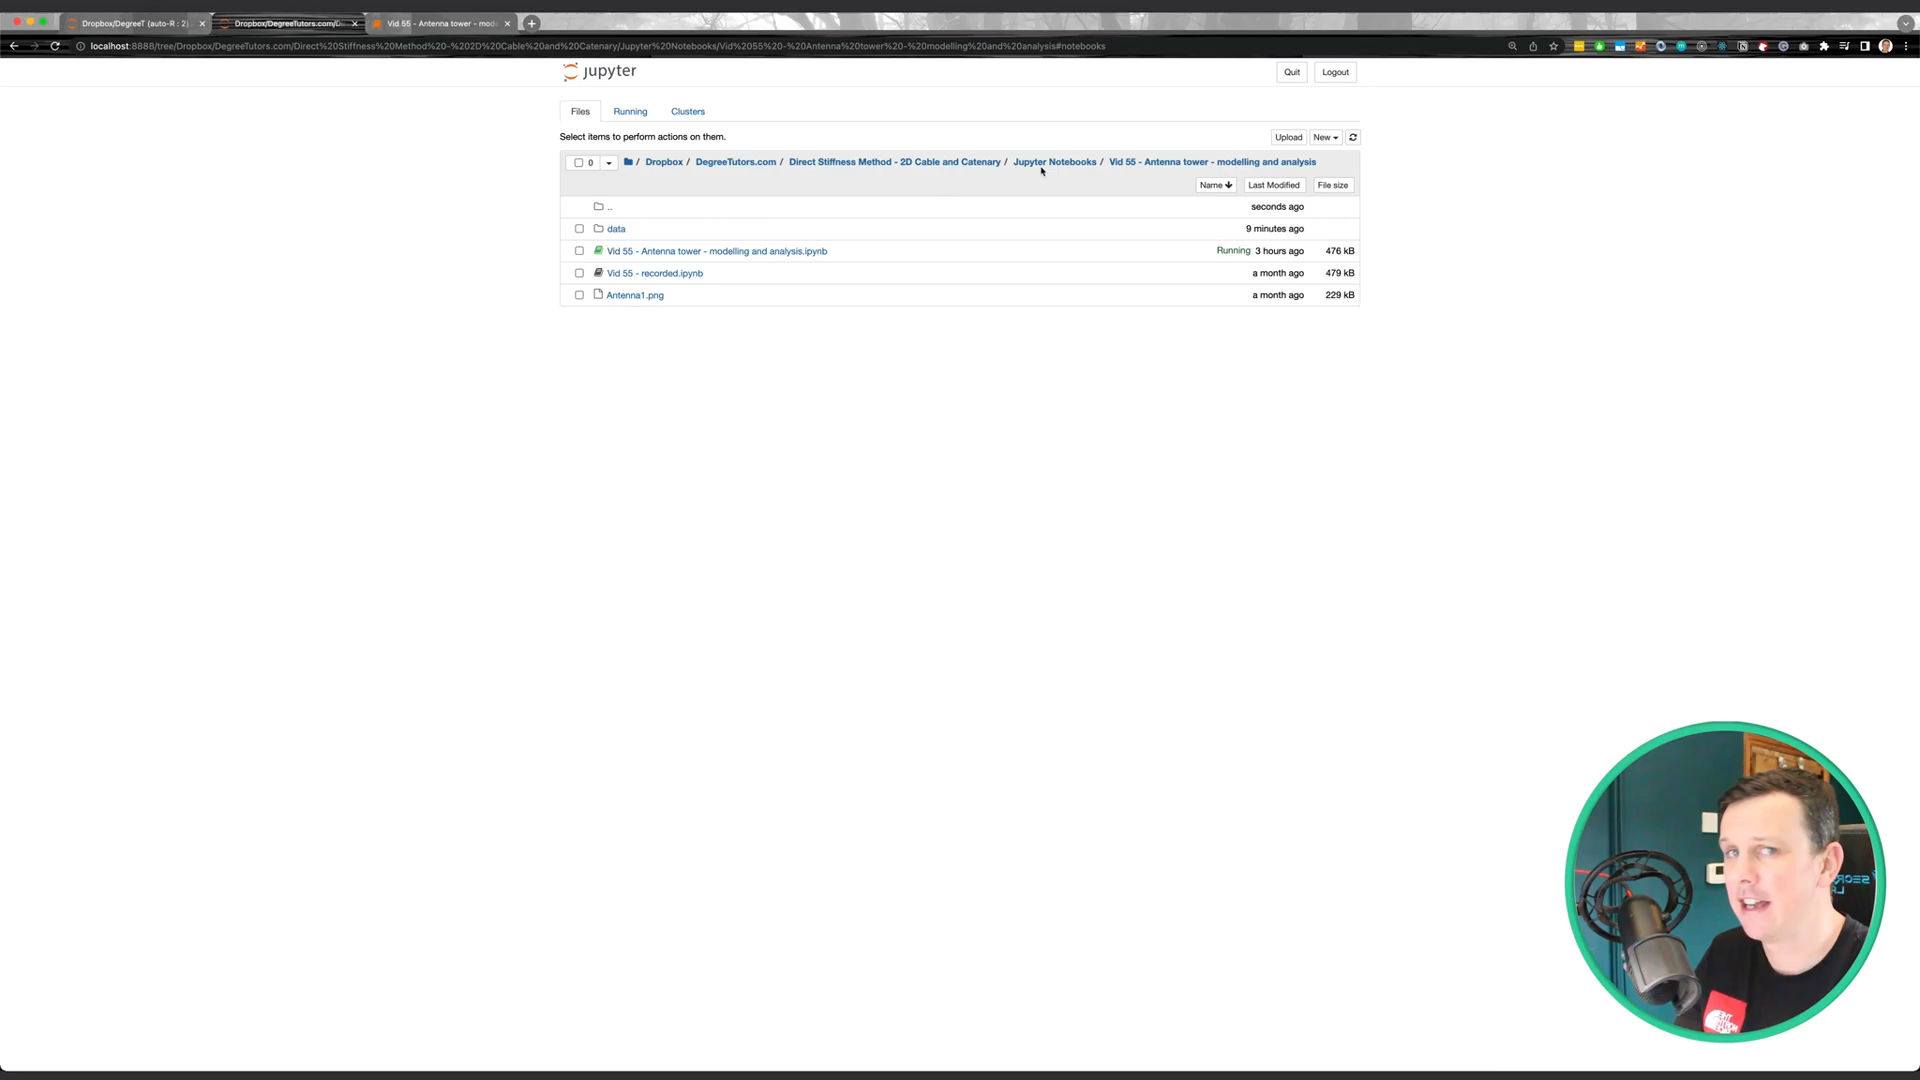 Dropbox/DegreeT (auto-R : 2)
Dropbox/DegreeTutors.com/D
Vid 55 - Antenna tower - mod
localhost:8888/tree/Dropbox/DegreeTutors.com/Direct%20Stiffness%20Method%20-%202D%20Cable%20and%20Catenary/Jupyter%20Notebooks/Vid%2055%20-%20Antenna%20tower%20-%20modelling%20and%20analysis#notebooks
jupyter
Quit
Logout
Files
Running
Clusters
Select items to perform actions on them.
Upload
New
0
/ Dropbox / DegreeTutors.com / Direct Stiffness Method - 2D Cable and Catenary / Jupyter Notebooks / Vid 55 - Antenna tower - modelling and analysis
Name
Last Modified
File size
..
seconds ago
data
9 minutes ago
Vid 55 - Antenna tower - modelling and analysis.ipynb
Running 3 hours ago
476 kB
Vid 55 - recorded.ipynb
a month ago
479 kB
Antenna1.png
a month ago
229 kB